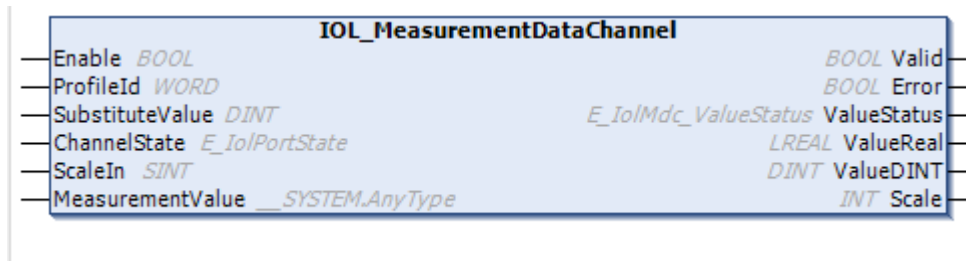 IOL_MeasurementDataChannel
Enable BOOL BOOL Valid
ProfileId WORD BOOL Error
SubstituteValue DINT E_IolMdc_ValueStatus ValueStatus
ChannelState E_IolPortState LREAL ValueReal
ScaleIn SINT DINT ValueDINT
MeasurementValue __SYSTEM.AnyType INT Scale